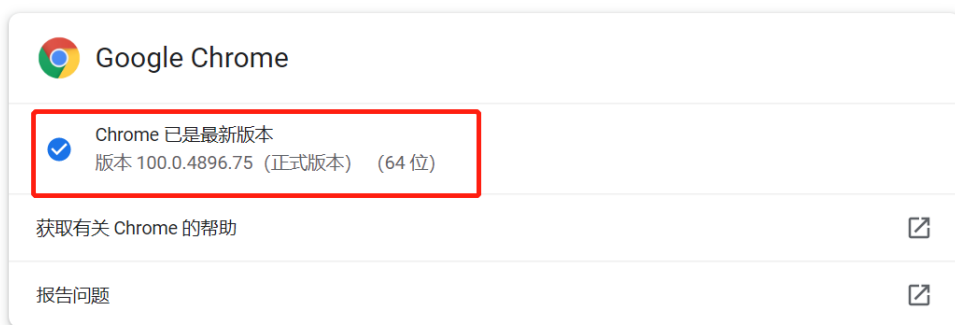 Google Chrome
Chrome 已是最新版本
版本 100.0.4896.75（正式版本） （64 位）
获取有关 Chrome 的帮助
报告问题